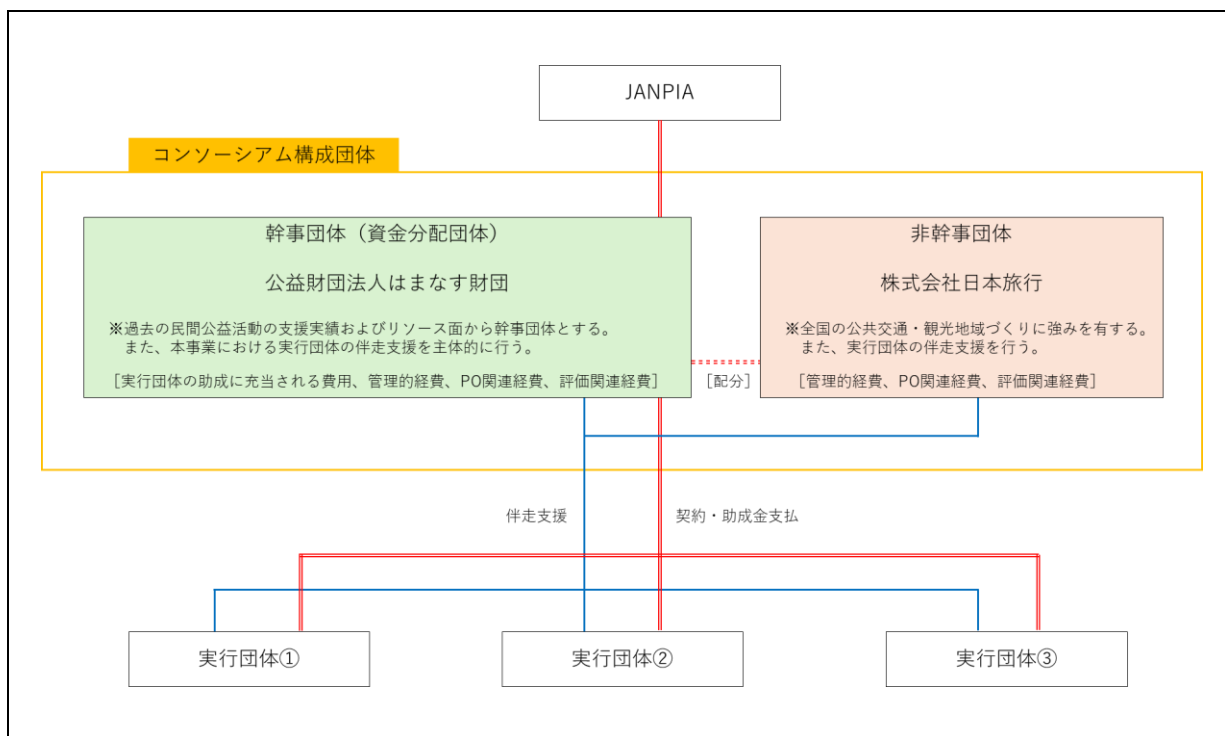 JANPIA
コンソーシアム構成団体
幹事団体（資金分配団体）
公益財団法人はまなす財団
※過去の民間公益活動の支援実績およびリソース面から幹事団体とする。
また、本事業における実行団体の伴走支援を主体的に行う。
［実行団体の助成に充当される費用、管理的経費、PO関連経費、評価関連経費］
［配分］
非幹事団体
株式会社日本旅行
※全国の公共交通・観光地域づくりに強みを有する。
また、実行団体の伴走支援を行う。
［管理的経費、PO関連経費、評価関連経費］
伴走支援
契約・助成金支払
実行団体①
実行団体②
実行団体③